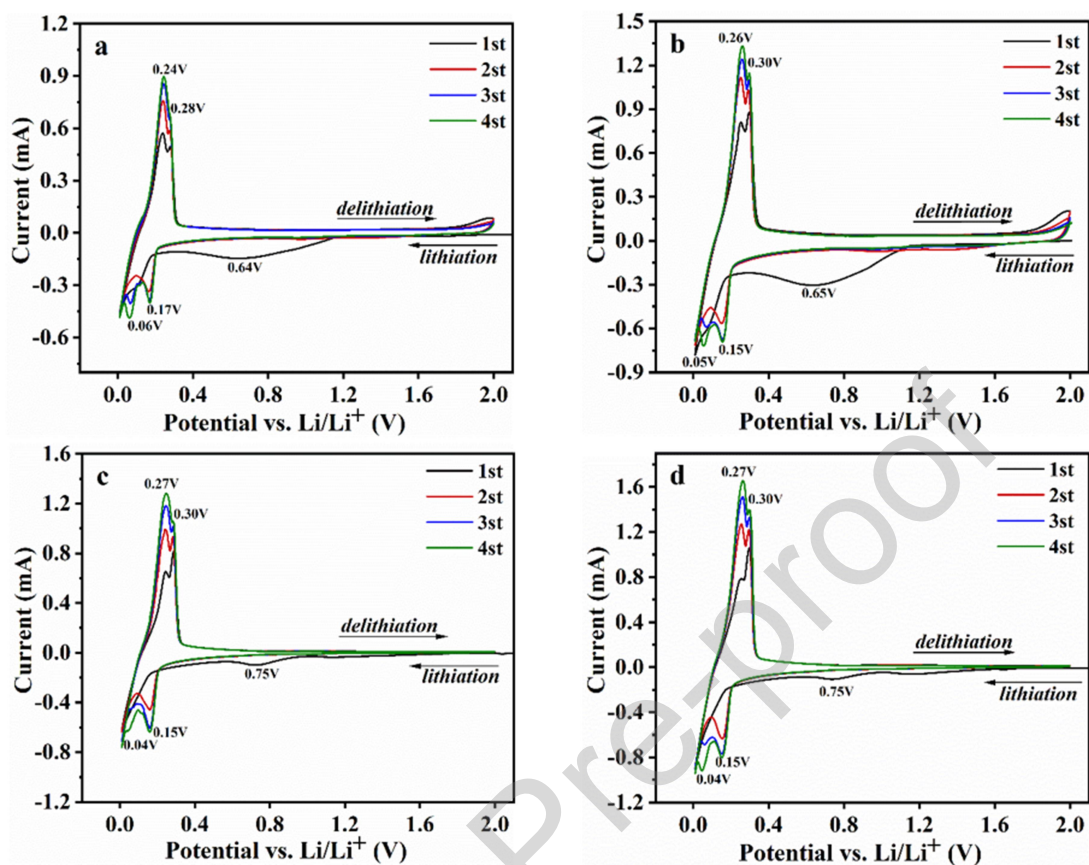 a
1st
2st
3st
4st
0.24V
0.28V
0.64V
0.17V
0.06V
delithiation
lithiation
Current (mA)
1.2
0.9
0.6
0.3
0.0
-0.3
-0.6
0.0 0.4 0.8 1.2 1.6 2.0
Potential vs. Li/Li+ (V)
b
1st
2st
3st
4st
0.26V
0.30V
0.65V
0.15V
0.05V
delithiation
lithiation
Current (mA)
1.5
1.2
0.9
0.6
0.3
0.0
-0.3
-0.6
-0.9
0.0 0.4 0.8 1.2 1.6 2.0
Potential vs. Li/Li+ (V)
c
1st
2st
3st
4st
0.27V
0.30V
0.75V
0.15V
0.04V
delithiation
lithiation
Current (mA)
1.6
1.2
0.8
0.4
0.0
-0.4
-0.8
-1.2
0.0 0.4 0.8 1.2 1.6 2.0
Potential vs. Li/Li+ (V)
d
1st
2st
3st
4st
0.27V
0.30V
0.75V
0.15V
0.04V
delithiation
lithiation
Current (mA)
1.6
1.2
0.8
0.4
0.0
-0.4
-0.8
-1.2
0.0 0.4 0.8 1.2 1.6 2.0
Potential vs. Li/Li+ (V)
Pre-proof